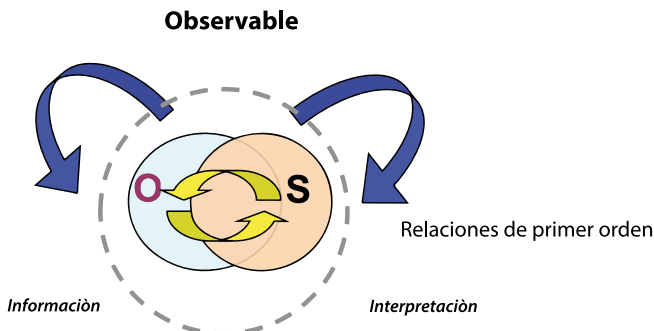 Observable
O
S
Relaciones de primer orden
Informaciòn
Interpretaciòn